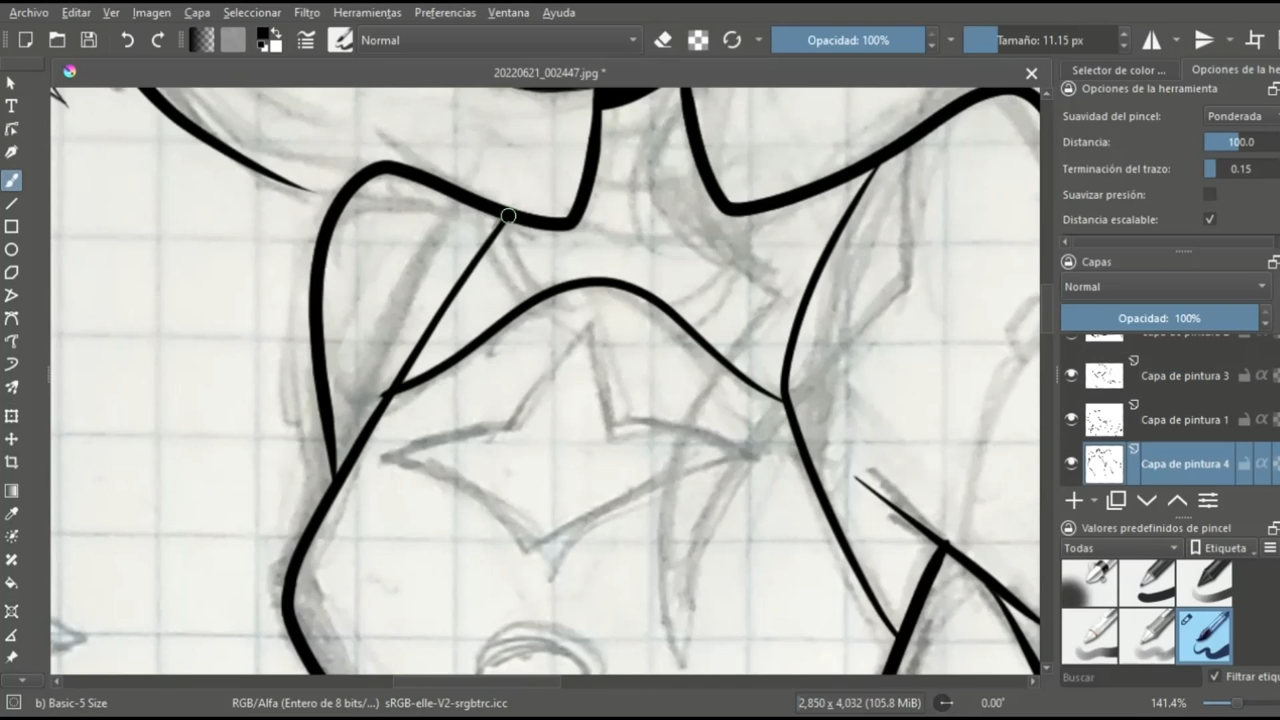 Archivo Editar Ver Imagen Capa Seleccionar Filtro Herramientas Preferencias Ventana Ayuda
Normal Opacidad: 100% Tamaño: 11.15 px
20220621_002447.jpg *
Selector de color ... Opciones de la he
Opciones de la herramienta
Suavidad del pincel: Ponderada
Distancia: 100.0
Terminación del trazo: 0.15
Suavizar presión:
Distancia escalable:
Capas
Normal
Opacidad: 100%
Capa de pintura 3
Capa de pintura 1
Capa de pintura 4
Valores predefinidos de pincel
Todas Etiqueta
Buscar Filtrar etiqu
b) Basic-5 Size RGB/Alfa (Entero de 8 bits/...) sRGB-elle-V2-srgbtrc.icc 2,850 x 4,032 (105.8 MiB) 0.00° 141.4%